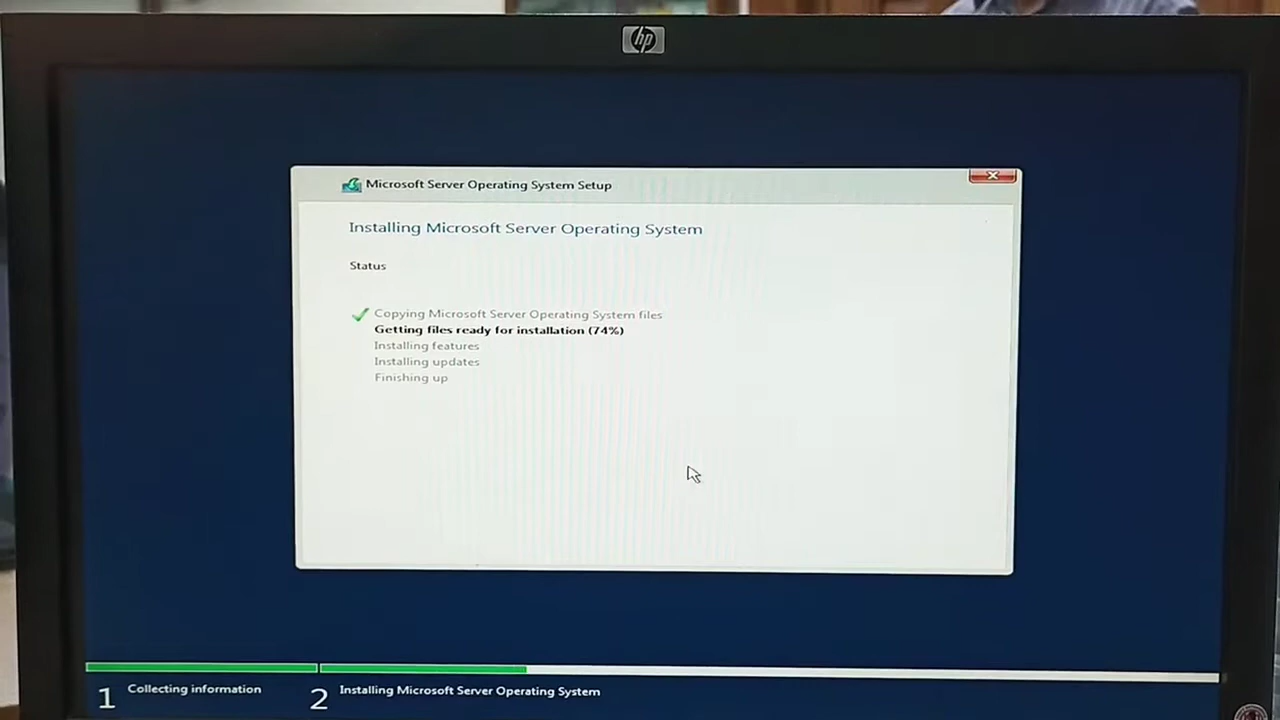 hp
Microsoft Server Operating System Setup
Installing Microsoft Server Operating System
Status
Copying Microsoft Server Operating System files
Getting files ready for installation (74%)
Installing features
Installing updates
Finishing up
1 Collecting information
2 Installing Microsoft Server Operating System